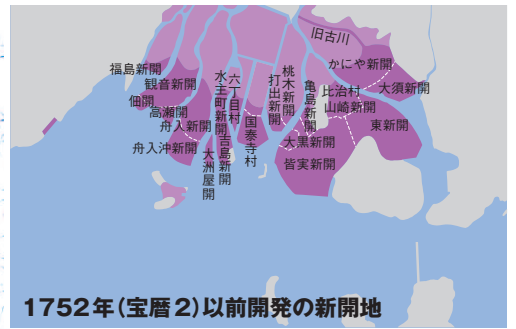 旧古川
かにや新開
大須新開
福島新開
観音新開
佃開
高瀬開
舟入新開
舟入沖新開
水主町新開
六丁目村
吉島新開
大洲屋開
国泰寺村
打出新開
桃木新開
亀島新開
比治村
山崎新開
東新開
大黒新開
皆実新開
1752年(宝暦2)以前開発の新開地